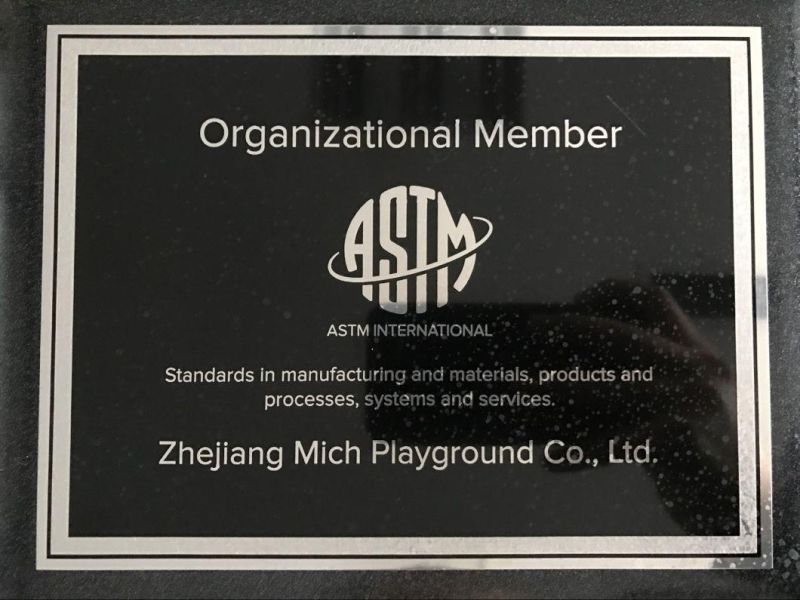 Organizational Member
ASTM
ASTM INTERNATIONAL
Standards in manufacturing and materials, products and
processes, systems and services.
Zhejiang Mich Playground Co., Ltd.